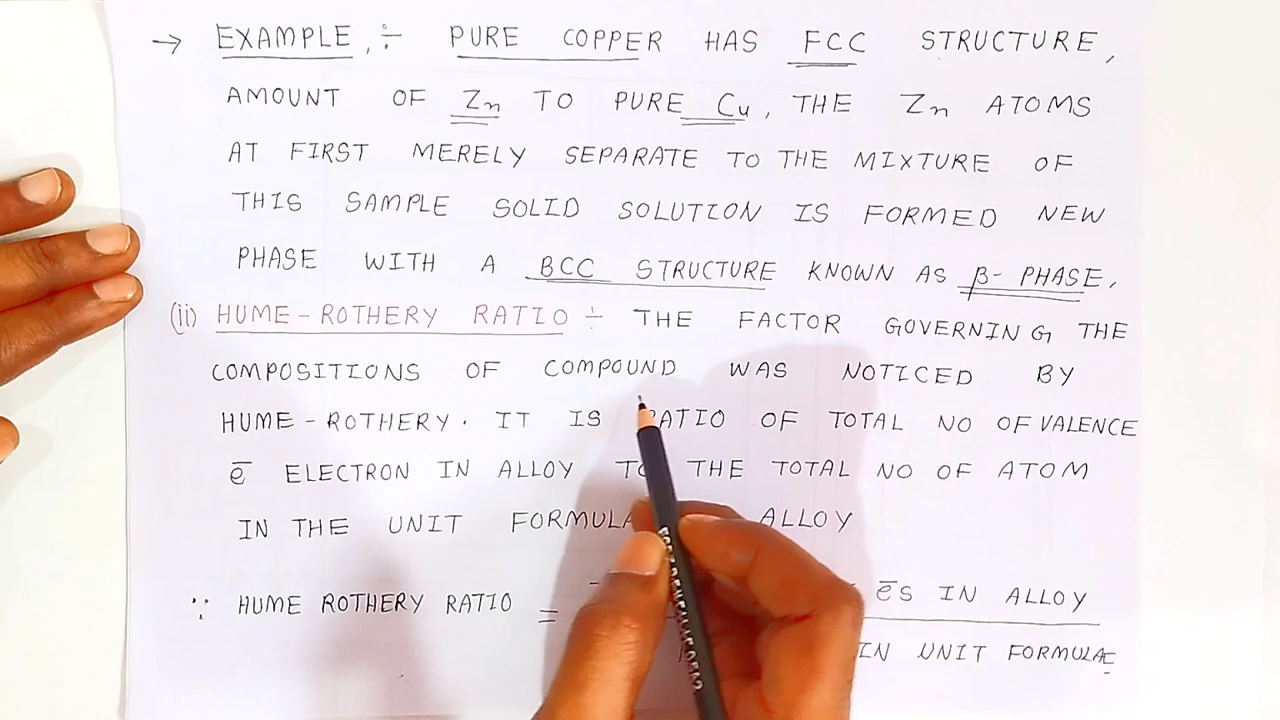 → EXAMPLE, ÷ PURE COPPER HAS FCC STRUCTURE,
AMOUNT OF Zn TO PURE Cu, THE Zn ATOMS
AT FIRST MERELY SEPARATE TO THE MIXTURE OF
THIS SAMPLE SOLID SOLUTION IS FORMED NEW
PHASE WITH A BCC STRUCTURE KNOWN AS β- PHASE.
(ii) HUME-ROTHERY RATIO ÷ THE FACTOR GOVERNING THE
COMPOSITIONS OF COMPOUND WAS NOTICED BY
HUME-ROTHERY. IT IS RATIO OF TOTAL NO OF VALENCE
ē ELECTRON IN ALLOY TO THE TOTAL NO OF ATOM
IN THE UNIT FORMULA ALLOY
∵ HUME ROTHERY RATIO = ēS IN ALLOY
IN UNIT FORMULAE